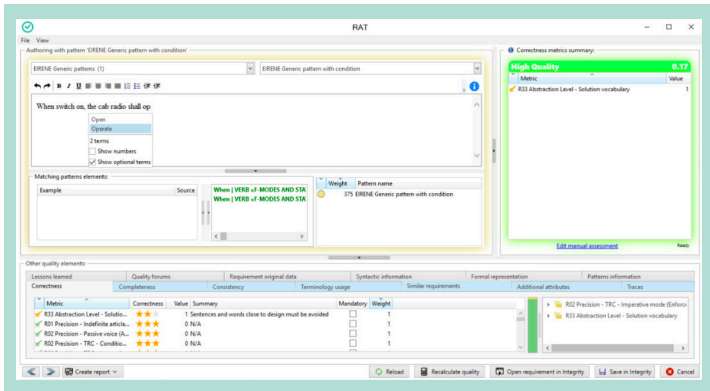 RAT
File View
Authoring with pattern 'EIRENE Generic pattern with condition'
EIRENE Generic patterns (1)
EIRENE Generic pattern with condition
B I U
When switch on, the cab radio shall op
Open
Operate
2 terms
Show numbers
Show optional terms
Matching patterns elements:
Example Source
When | VERB «F-MODES AND STA
When | VERB «F-MODES AND STA
Weight Pattern name
375 EIRENE Generic pattern with condition
Correctness metrics summary:
High Quality 0.17
Metric Value
R33 Abstraction Level - Solution vocabulary 1
Edit manual assessment Ready
Other quality elements:
Lessons learned Quality forums Requirement original data Syntactic information Formal representation Patterns information
Correctness Completeness Consistency Terminology usage Similar requirements Additional attributes Traces
Metric Correctness Value Summary Mandatory Weight
R33 Abstraction Level - Solutio... 1 Sentences and words close to design must be avoided 1
R01 Precision - Indefinite article... 0 N/A 1
R02 Precision - Passive voice (A... 0 N/A 1
R02 Precision - TRC - Conditio... 0 N/A 1
R02 Precision - TRC - Imperative mode (Enforce
R33 Abstraction Level - Solution vocabulary
Create report
Reload Recalculate quality Open requirement in Integrity Save in Integrity Cancel